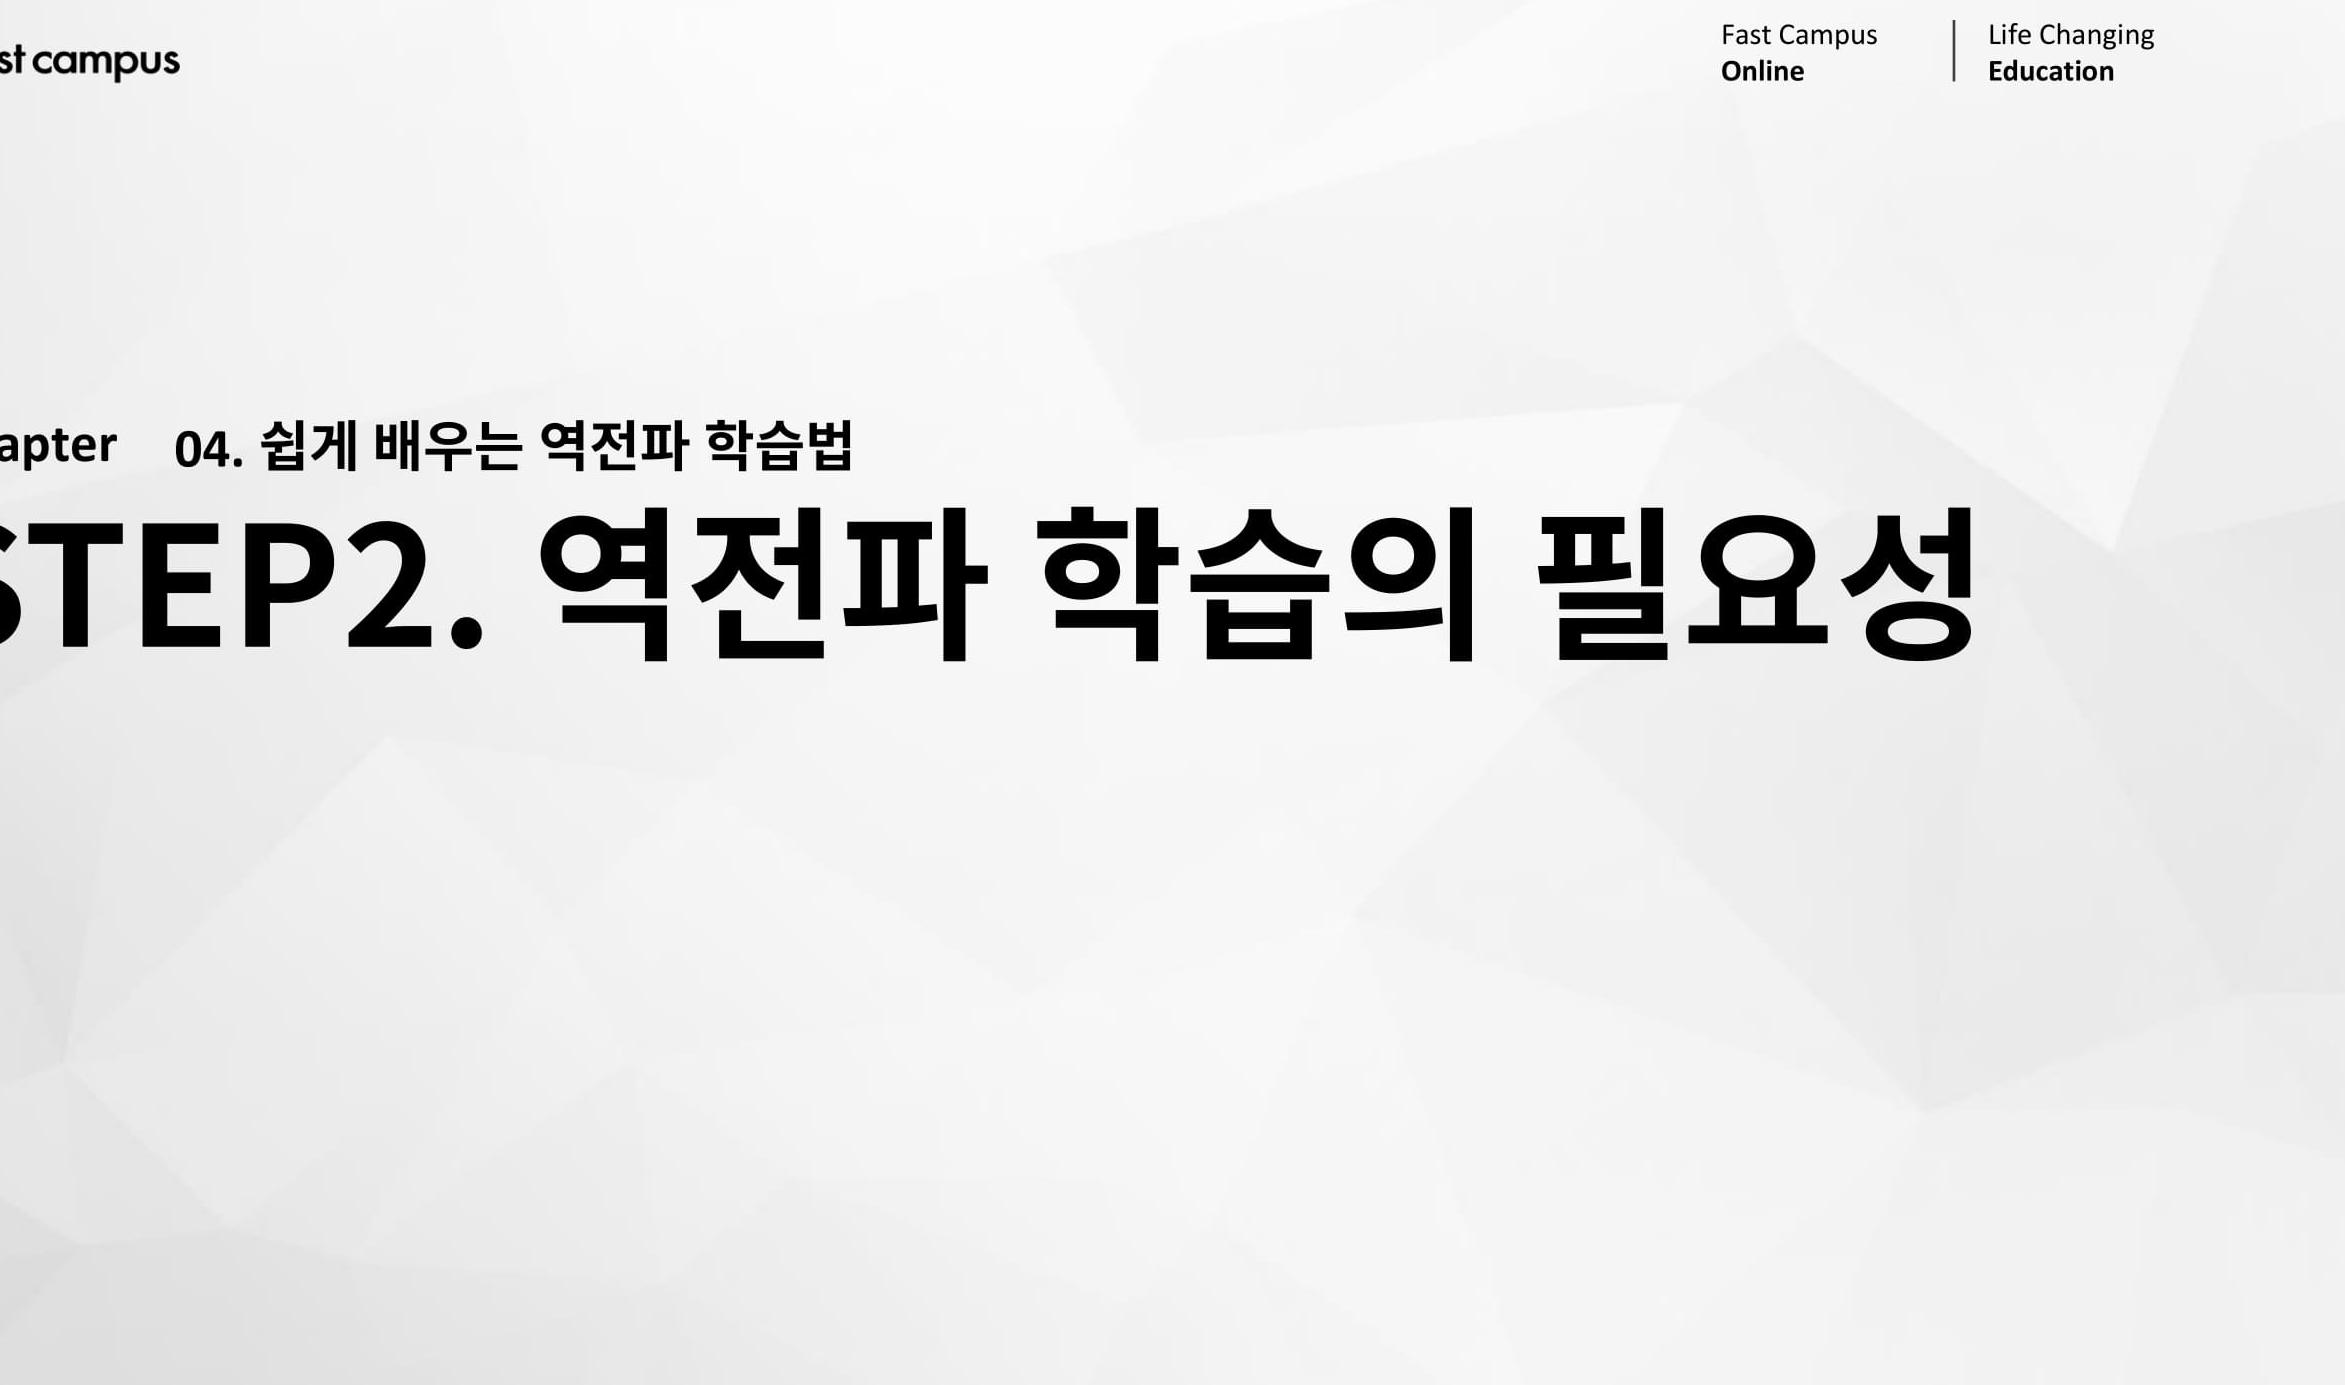 st campus
Fast Campus
Online
Life Changing
Education
apter 04. 쉽게 배우는 역전파 학습법
STEP2. 역전파 학습의 필요성